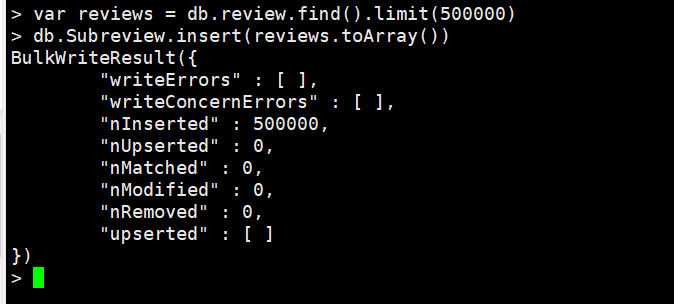 > var reviews = db.review.find().limit(500000)
> db.Subreview.insert(reviews.toArray())
BulkWriteResult({
        "writeErrors" : [ ],
        "writeConcernErrors" : [ ],
        "nInserted" : 500000,
        "nUpserted" : 0,
        "nMatched" : 0,
        "nModified" : 0,
        "nRemoved" : 0,
        "upserted" : [ ]
})
>